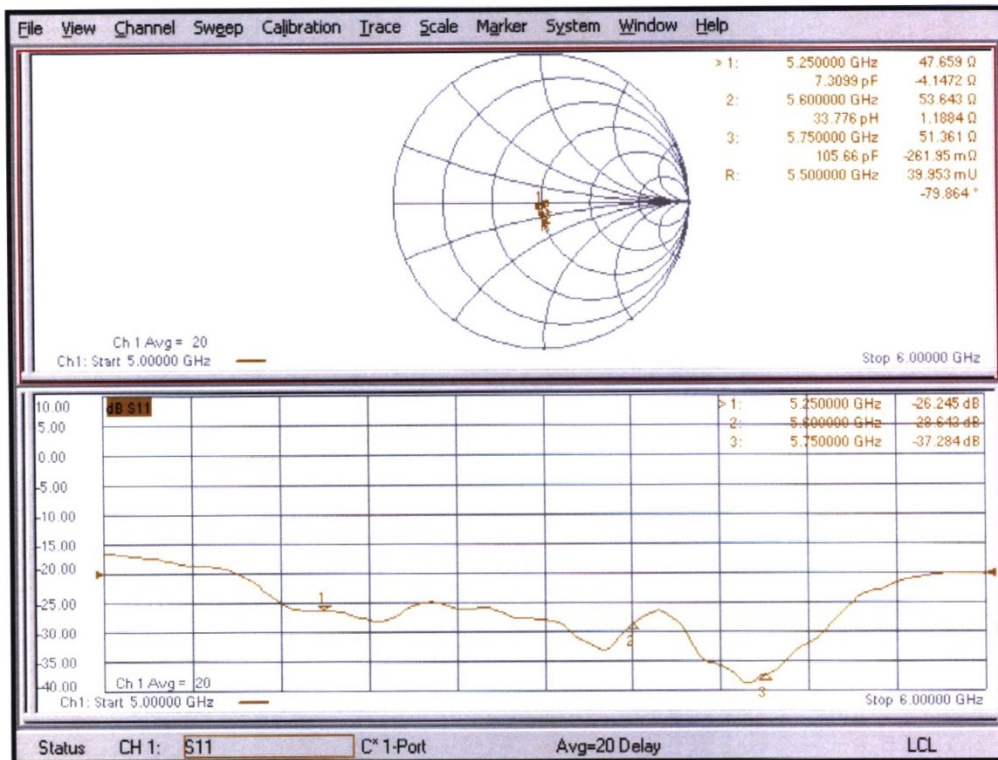 File View Channel Sweep Calibration Trace Scale Marker System Window Help
> 1: 5.250000 GHz 47.659 Ω
7.3099 pF -4.1472 Ω
2: 5.600000 GHz 53.643 Ω
33.776 pH 1.1884 Ω
3: 5.750000 GHz 51.361 Ω
105.66 pF -261.95 mΩ
R: 5.500000 GHz 39.953 mU
-79.864 °
1
Ch 1 Avg = 20
Ch1: Start 5.00000 GHz Stop 6.00000 GHz
10.00 dB S11 > 1: 5.250000 GHz -26.245 dB
5.00 2: 5.600000 GHz -28.643 dB
0.00 3: 5.750000 GHz -37.284 dB
-5.00
-10.00
-15.00
-20.00
-25.00 1
-30.00 2
-35.00 3
-40.00 Ch 1 Avg = 20
Ch1: Start 5.00000 GHz Stop 6.00000 GHz
Status CH 1: S11 C* 1-Port Avg=20 Delay LCL